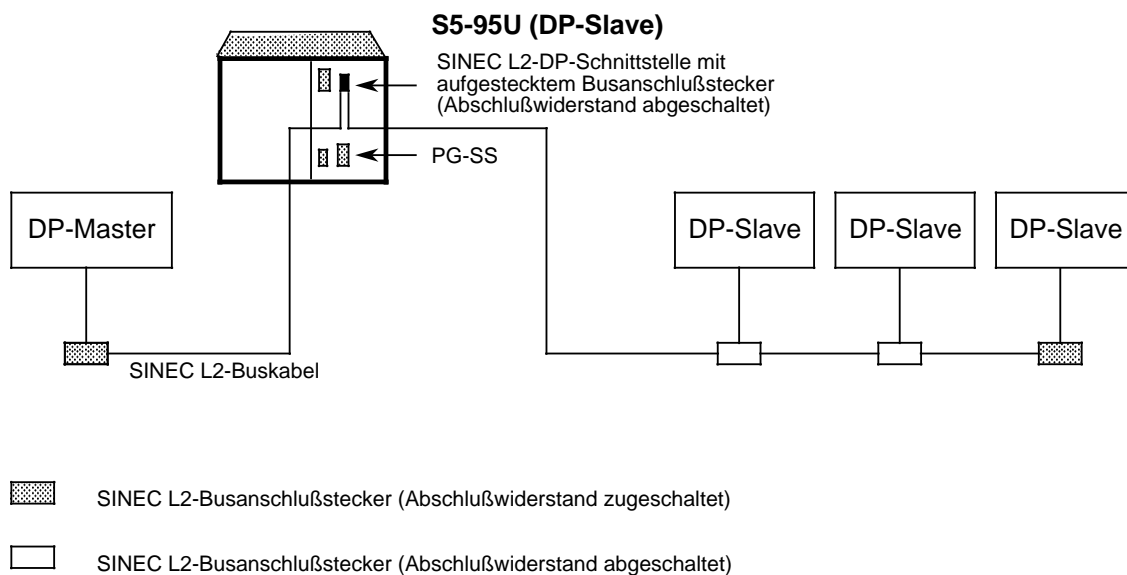 S5-95U (DP-Slave)
SINEC L2-DP-Schnittstelle mit
aufgestecktem Busanschlußstecker
(Abschlußwiderstand abgeschaltet)
PG-SS
DP-Master
DP-Slave
DP-Slave
DP-Slave
SINEC L2-Buskabel
SINEC L2-Busanschlußstecker (Abschlußwiderstand zugeschaltet)
SINEC L2-Busanschlußstecker (Abschlußwiderstand abgeschaltet)